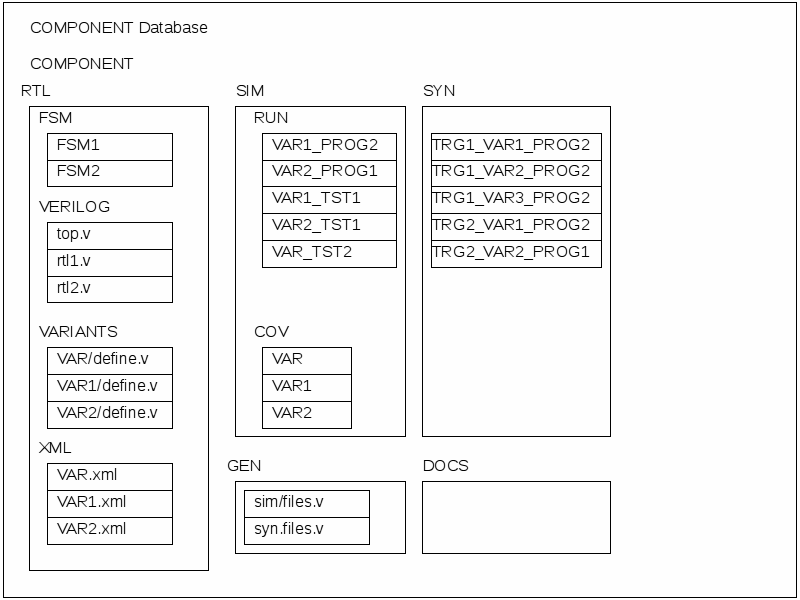 COMPONENT Database
COMPONENT
RTL
FSM
FSM1
FSM2
VERILOG
top.v
rtl1.v
rtl2.v
VARIANTS
VAR/define.v
VAR1/define.v
VAR2/define.v
XML
VAR.xml
VAR1.xml
VAR2.xml
SIM
RUN
VAR1_PROG2
VAR2_PROG1
VAR1_TST1
VAR2_TST1
VAR_TST2
COV
VAR
VAR1
VAR2
GEN
sim/files.v
syn.files.v
SYN
TRG1_VAR1_PROG2
TRG1_VAR2_PROG2
TRG1_VAR3_PROG2
TRG2_VAR1_PROG2
TRG2_VAR2_PROG1
DOCS